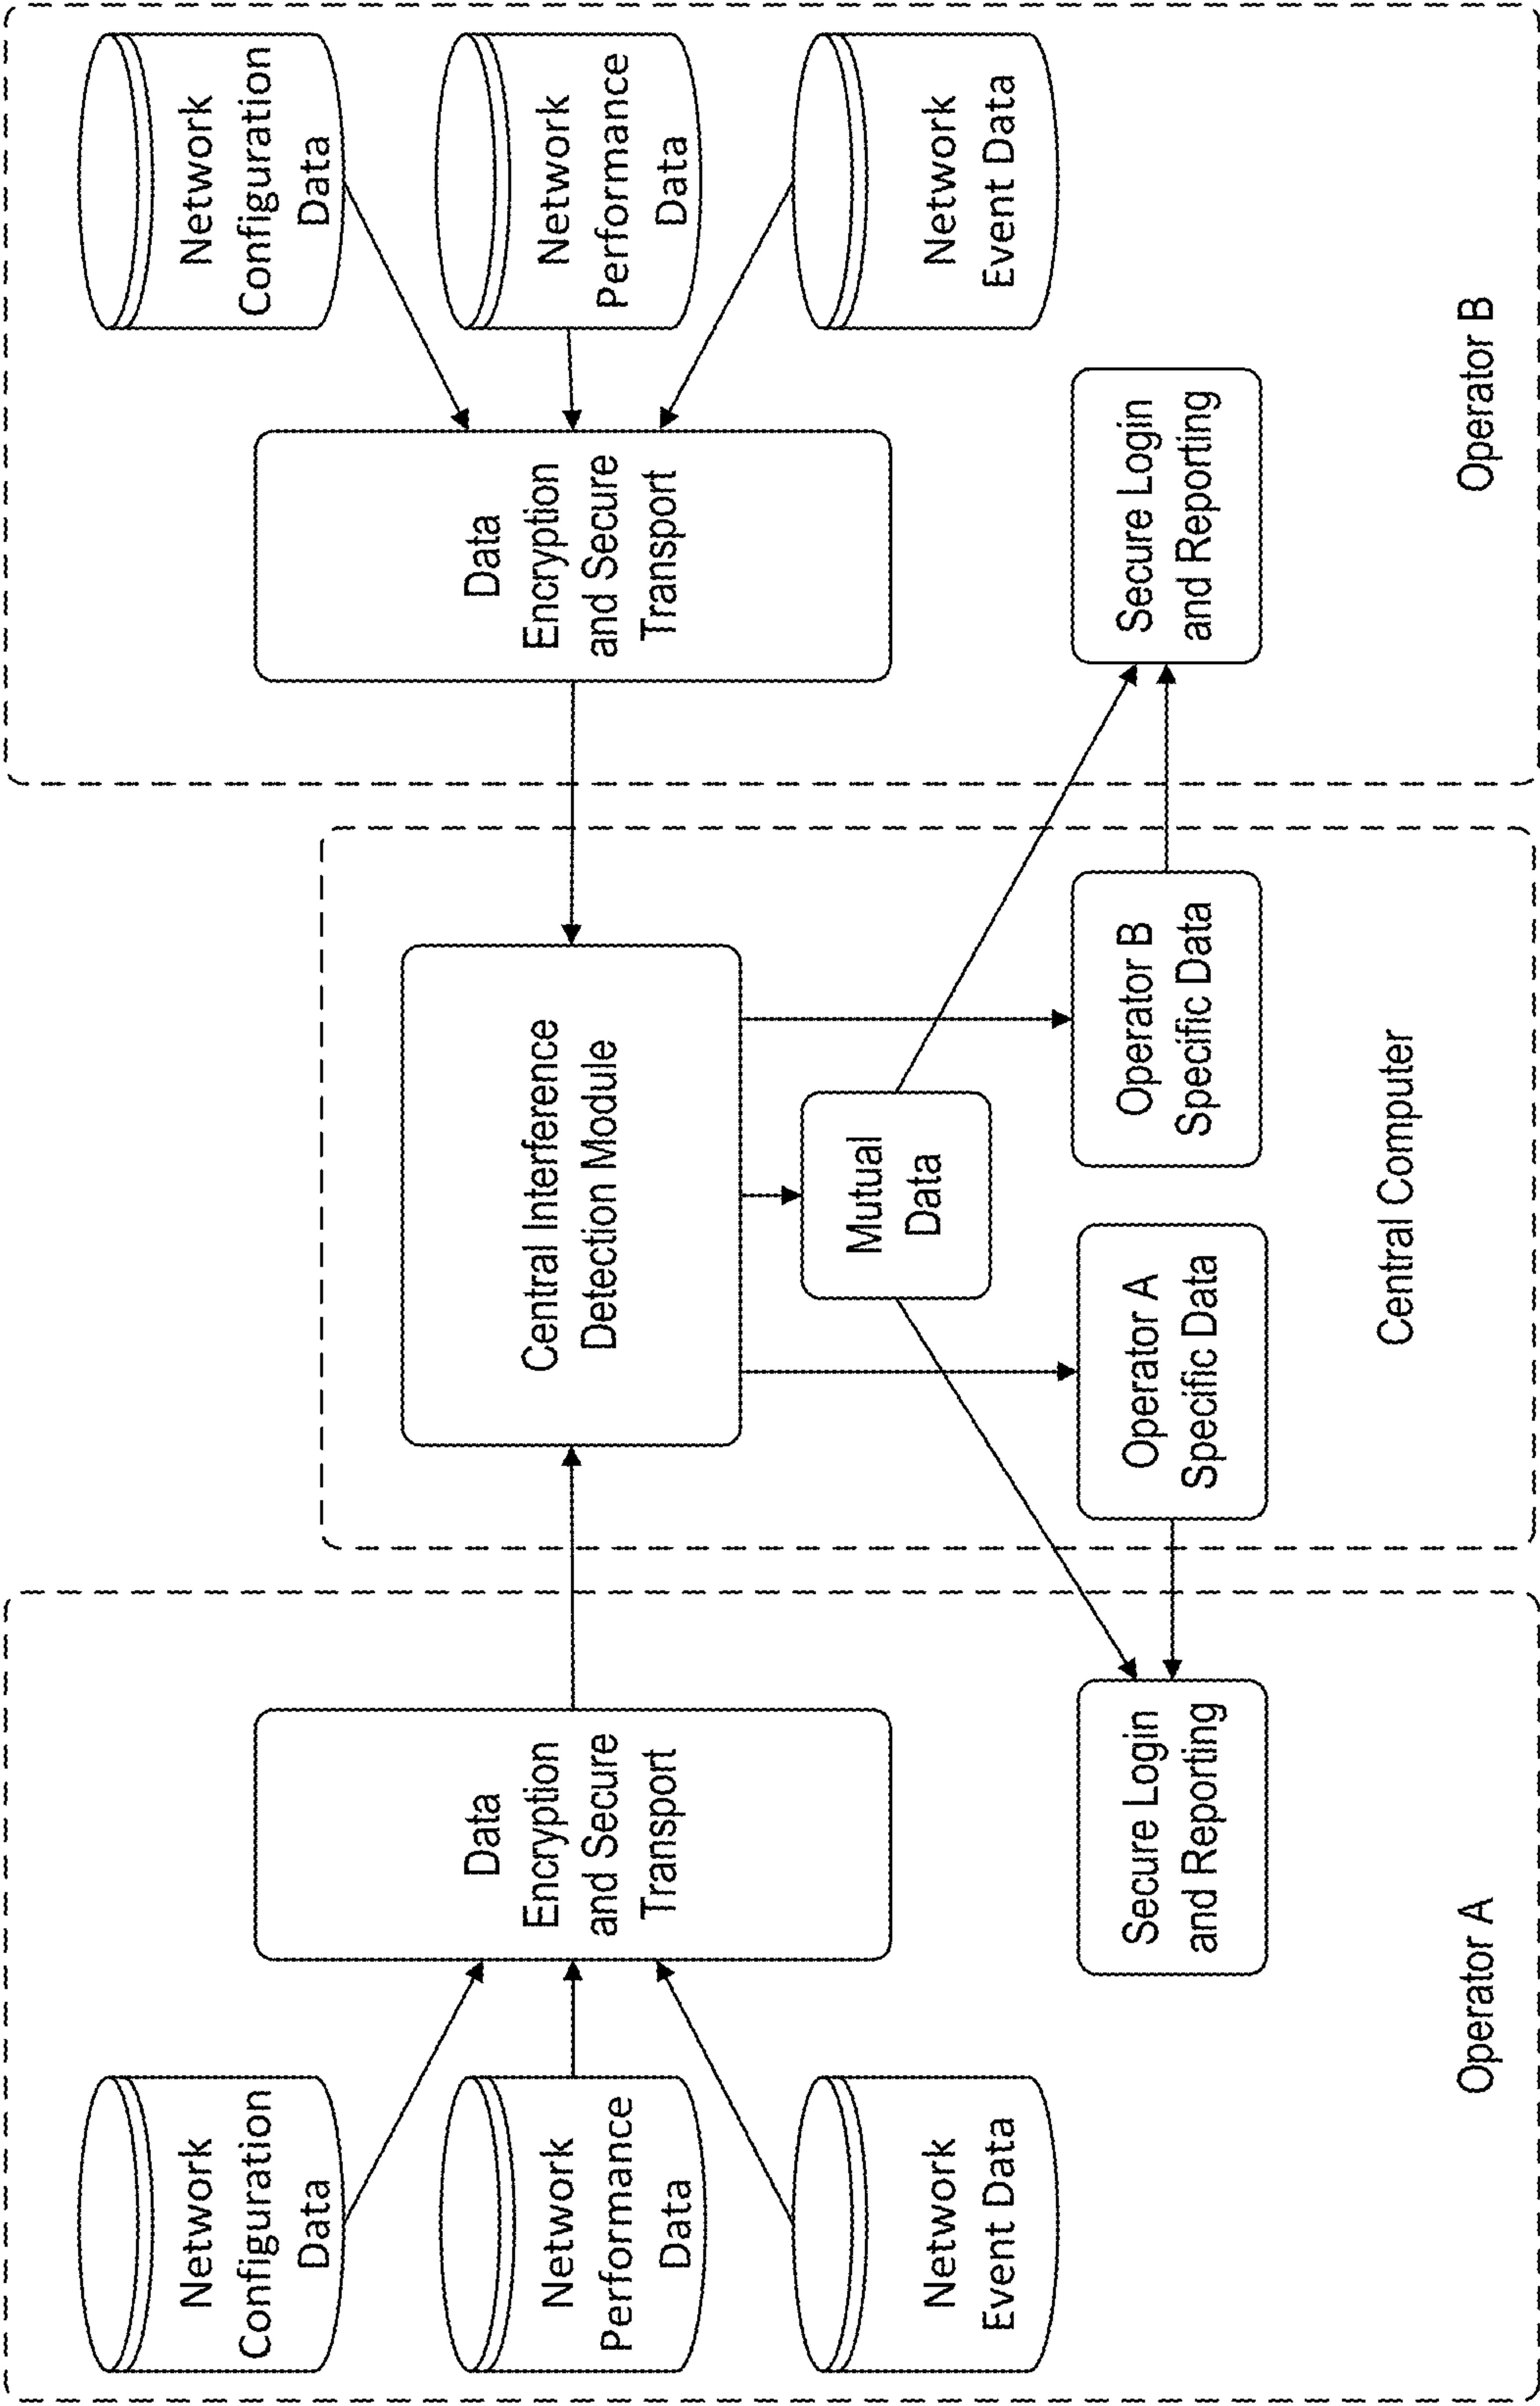 Network
Configuration
Data
Network
Performance
Data
Network
Event Data
Data
Encryption
and Secure
Transport
Secure Login
and Reporting
Operator A
Central Interference
Detection Module
Mutual
Data
Operator A
Specific Data
Operator B
Specific Data
Central Computer
Data
Encryption
and Secure
Transport
Secure Login
and Reporting
Network
Configuration
Data
Network
Performance
Data
Network
Event Data
Operator B